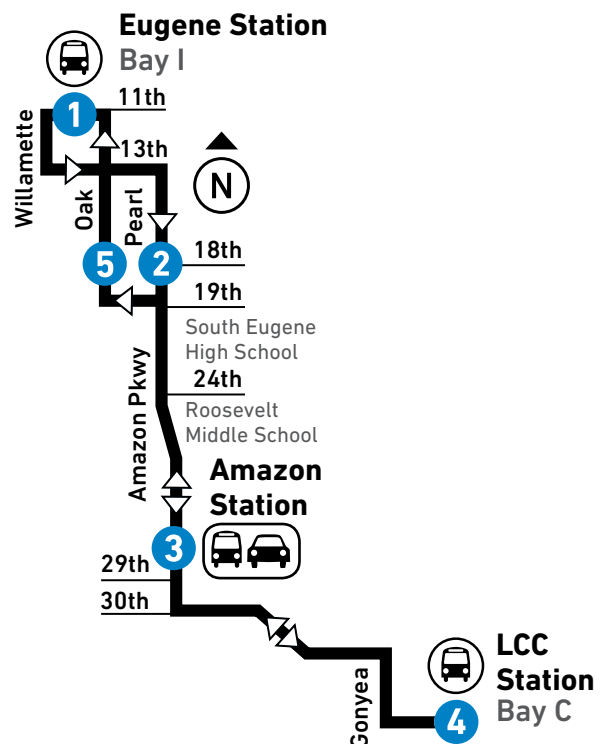 Eugene Station
Bay I
1
11th
Willamette
13th
N
Oak
Pearl
5
2
18th
19th
South Eugene
High School
Amazon Pkwy
24th
Roosevelt
Middle School
Amazon
Station
3
29th
30th
LCC
Station
Bay C
Gonyea
4